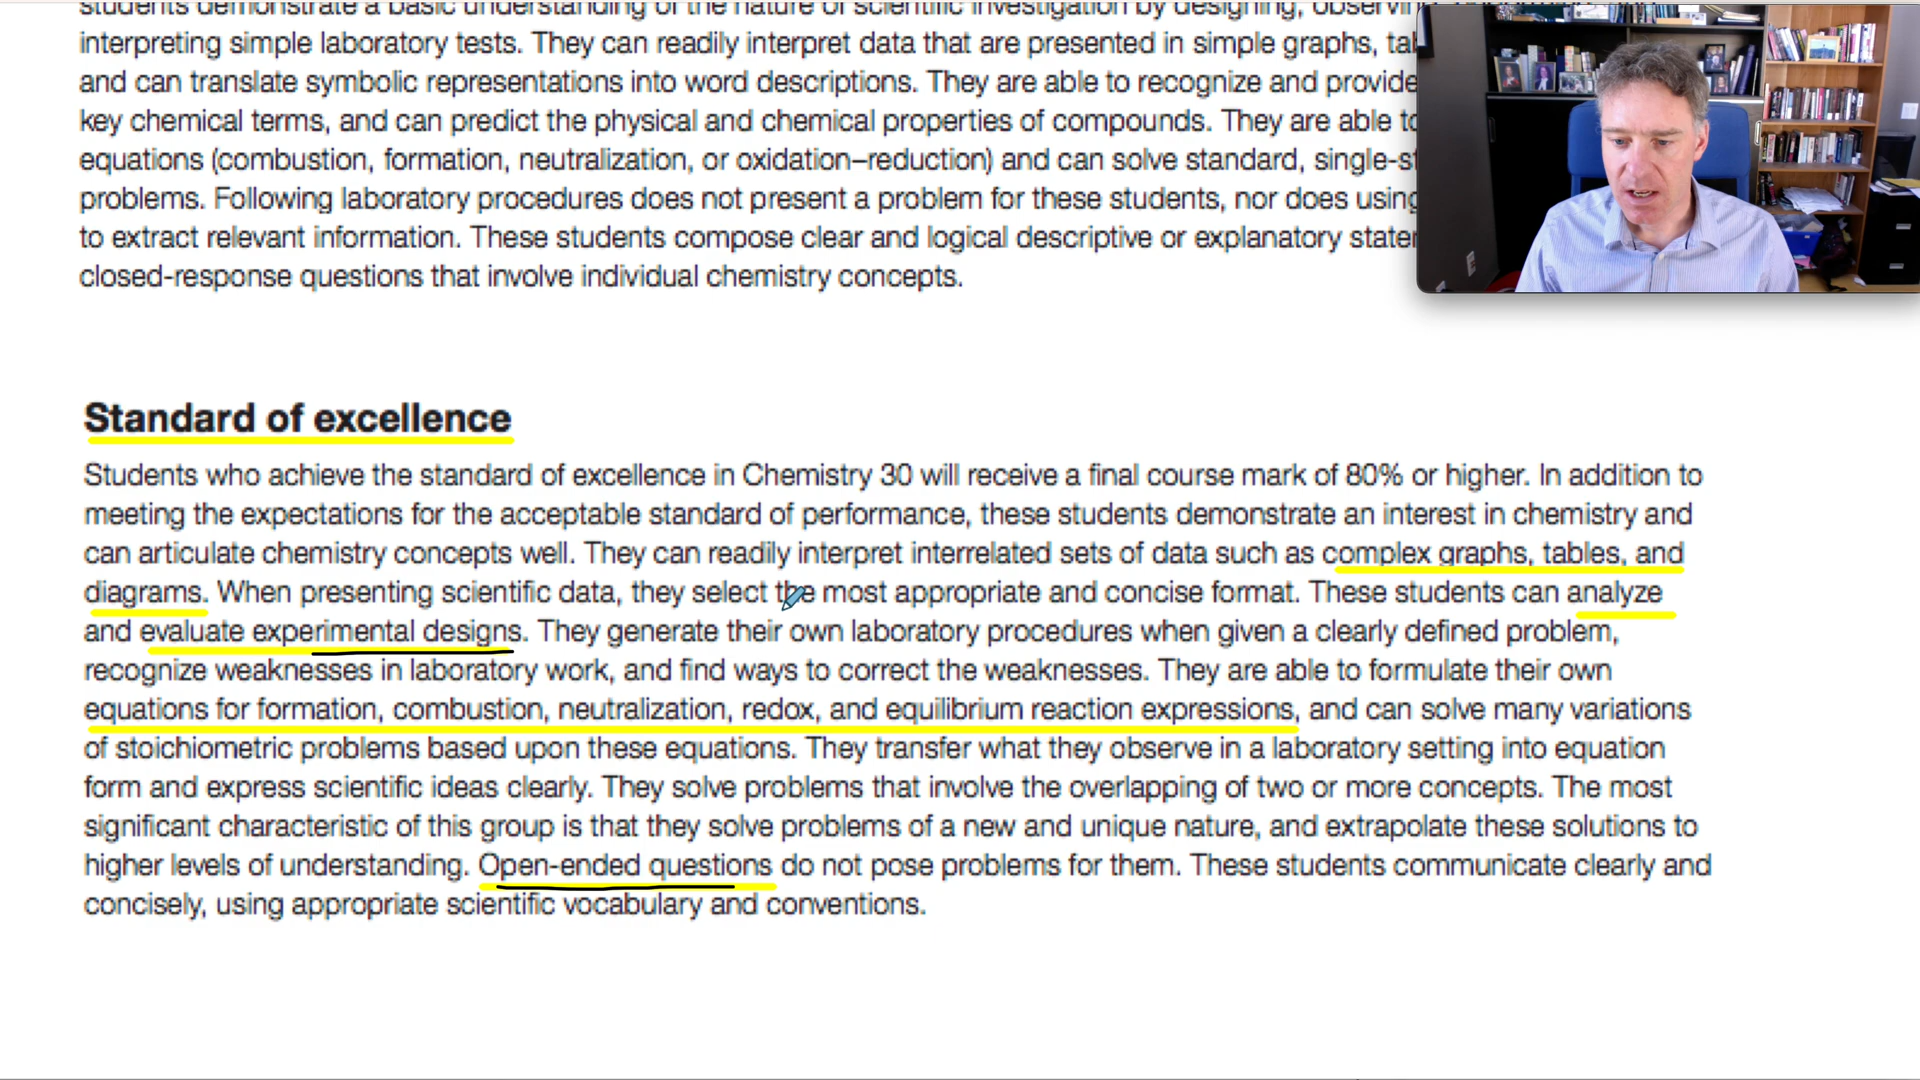 students demonstrate a basic understanding of the nature of scientific investigation by designing, observing,
interpreting simple laboratory tests. They can readily interpret data that are presented in simple graphs,
and can translate symbolic representations into word descriptions. They are able to recognize and provide
key chemical terms, and can predict the physical and chemical properties of compounds. They are able to
equations (combustion, formation, neutralization, or oxidation–reduction) and can solve standard,
problems. Following laboratory procedures does not present a problem for these students, nor does using
to extract relevant information. These students compose clear and logical descriptive or explanatory
closed-response questions that involve individual chemistry concepts.
Standard of excellence
Students who achieve the standard of excellence in Chemistry 30 will receive a final course mark of 80% or higher. In addition to
meeting the expectations for the acceptable standard of performance, these students demonstrate an interest in chemistry and
can articulate chemistry concepts well. They can readily interpret interrelated sets of data such as complex graphs, tables, and
diagrams. When presenting scientific data, they select the most appropriate and concise format. These students can analyze
and evaluate experimental designs. They generate their own laboratory procedures when given a clearly defined problem,
recognize weaknesses in laboratory work, and find ways to correct the weaknesses. They are able to formulate their own
equations for formation, combustion, neutralization, redox, and equilibrium reaction expressions, and can solve many variations
of stoichiometric problems based upon these equations. They transfer what they observe in a laboratory setting into equation
form and express scientific ideas clearly. They solve problems that involve the overlapping of two or more concepts. The most
significant characteristic of this group is that they solve problems of a new and unique nature, and extrapolate these solutions to
higher levels of understanding. Open-ended questions do not pose problems for them. These students communicate clearly and
concisely, using appropriate scientific vocabulary and conventions.